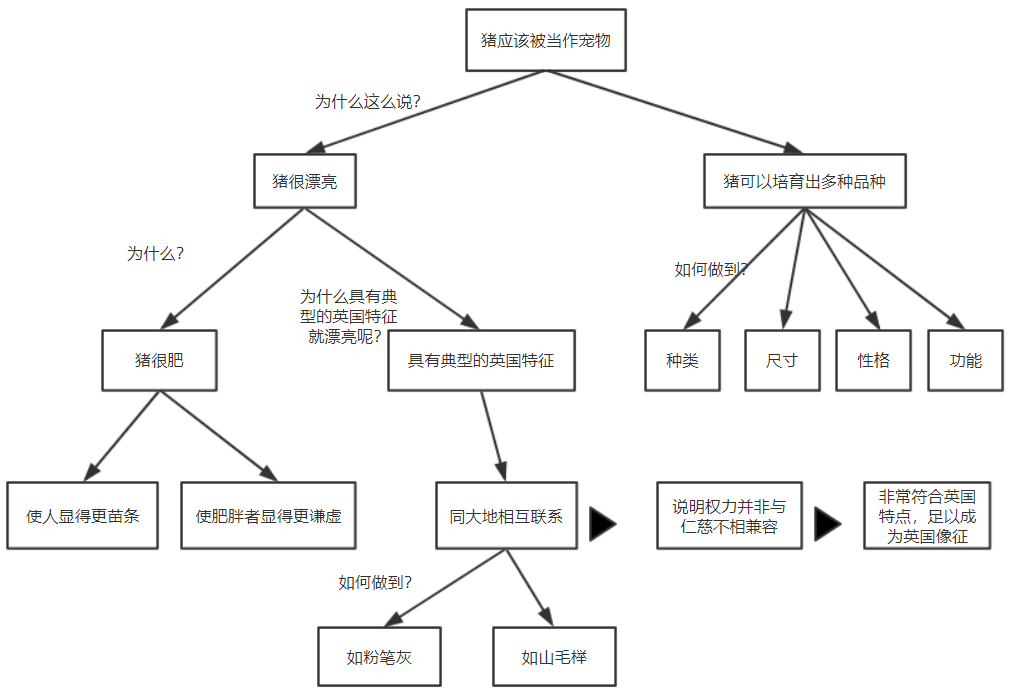 猪应该被当作宠物
为什么这么说?
猪很漂亮
猪可以培育出多种品种
为什么?
为什么具有典
型的英国特征
就漂亮呢?
如何做到?
猪很肥
具有典型的英国特征
种类
尺寸
性格
功能
使人显得更苗条
使肥胖者显得更谦虚
同大地相互联系
说明权力并非与
仁慈不相兼容
非常符合英国
特点，足以成
为英国像征
如何做到?
如粉笔灰
如山毛榉